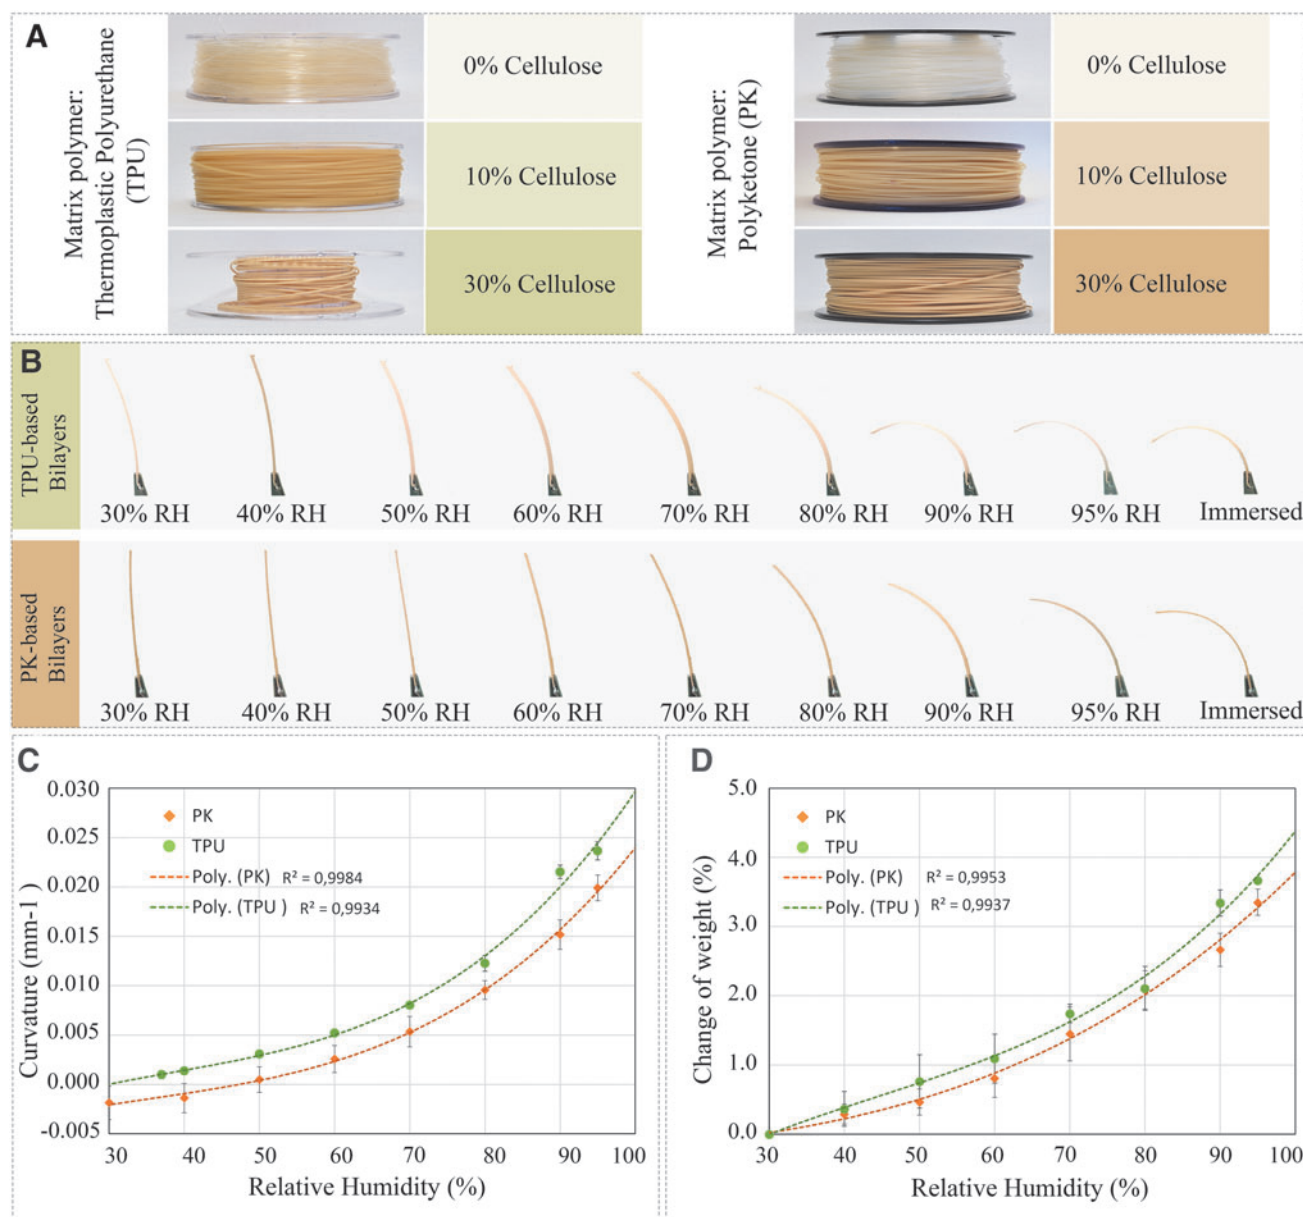 A
Matrix polymer:
Thermoplastic Polyurethane
(TPU)
0% Cellulose
10% Cellulose
30% Cellulose
Matrix polymer:
Polyketone (PK)
0% Cellulose
10% Cellulose
30% Cellulose
B
TPU-based
Bilayers
30% RH 40% RH 50% RH 60% RH 70% RH 80% RH 90% RH 95% RH Immersed
PK-based
Bilayers
30% RH 40% RH 50% RH 60% RH 70% RH 80% RH 90% RH 95% RH Immersed
C
Curvature (mm-1 )
0.030
0.025
0.020
0.015
0.010
0.005
0.000
-0.005
PK
TPU
Poly. (PK) R² = 0,9984
Poly. (TPU ) R² = 0,9934
30 40 50 60 70 80 90 100
Relative Humidity (%)
D
Change of weight (%)
5.0
4.0
3.0
2.0
1.0
0.0
PK
TPU
Poly. (PK) R² = 0,9953
Poly. (TPU ) R² = 0,9937
30 40 50 60 70 80 90 100
Relative Humidity (%)